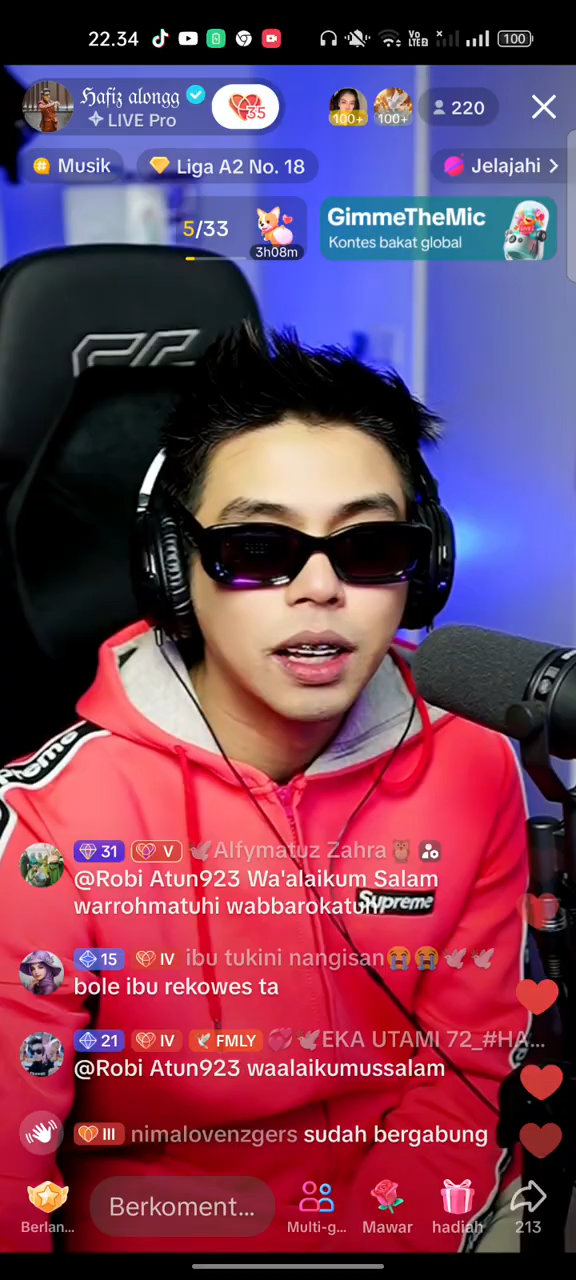 22.34
Vo
LTE2
100
Hafiz alongg
LIVE Pro
35
100+
100+
220
Musik
Liga A2 No. 18
Jelajahi >
5/33
3h08m
GimmeTheMic
Kontes bakat global
preme
Supreme
31 V Alfymatuz Zahra
@Robi Atun923 Wa'alaikum Salam
warrohmatuhi wabbarokatuh
15 IV ibu tukini nangisan😭😭🕊🕊
bole ibu rekowes ta
21 IV FMLY 💞🕊EKA UTAMI 72_#HA...
@Robi Atun923 waalaikumussalam
III nimalovenzgers sudah bergabung
Berkoment...
Berlan...
Multi-g...
Mawar
hadiah
213